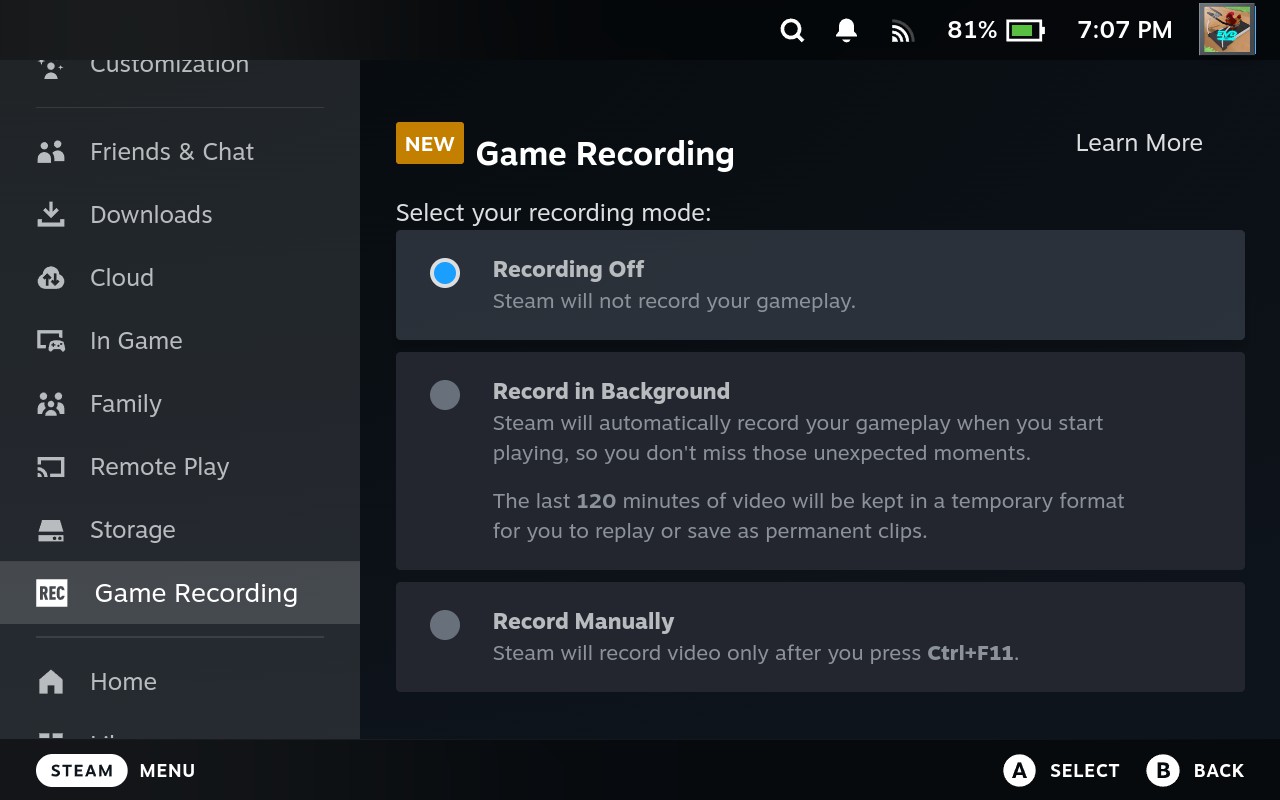 81%
7:07 PM
Customization
Friends & Chat
Downloads
Cloud
In Game
Family
Remote Play
Storage
REC
Game Recording
Home
STEAM
MENU
NEW
Game Recording
Learn More
Select your recording mode:
Recording Off
Steam will not record your gameplay.
Record in Background
Steam will automatically record your gameplay when you start
playing, so you don't miss those unexpected moments.
The last 120 minutes of video will be kept in a temporary format
for you to replay or save as permanent clips.
Record Manually
Steam will record video only after you press Ctrl+F11.
A SELECT
B BACK